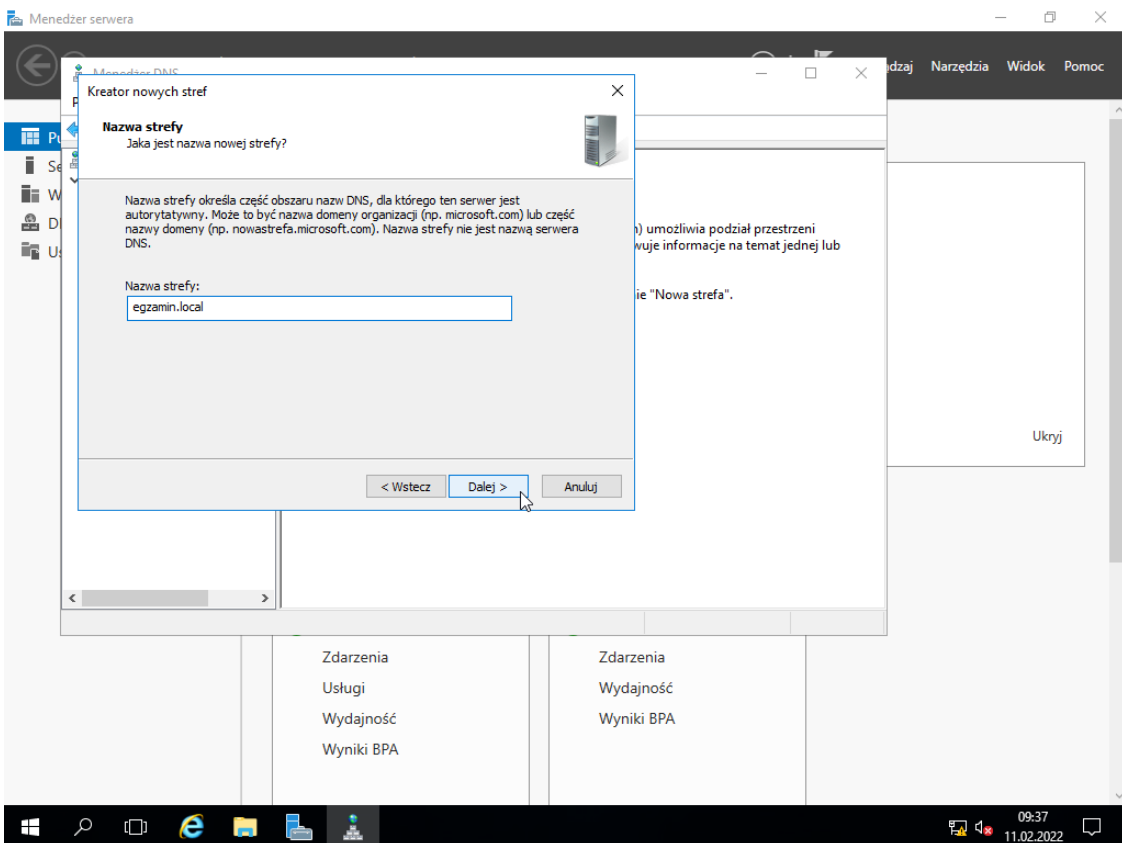 Menedżer serwera
Narzędzia Widok Pomoc
Menedżer DNS
Kreator nowych stref
Nazwa strefy
Jaka jest nazwa nowej strefy?
Nazwa strefy określa część obszaru nazw DNS, dla którego ten serwer jest
autorytatywny. Może to być nazwa domeny organizacji (np. microsoft.com) lub część
nazwy domeny (np. nowastrefa.microsoft.com). Nazwa strefy nie jest nazwą serwera
DNS.
Nazwa strefy:
egzamin.local
< Wstecz
Dalej >
Anuluj
) umożliwia podział przestrzeni
informacje na temat jednej lub
"Nowa strefa".
Ukryj
Zdarzenia
Usługi
Wydajność
Wyniki BPA
Zdarzenia
Wydajność
Wyniki BPA
09:37
11.02.2022